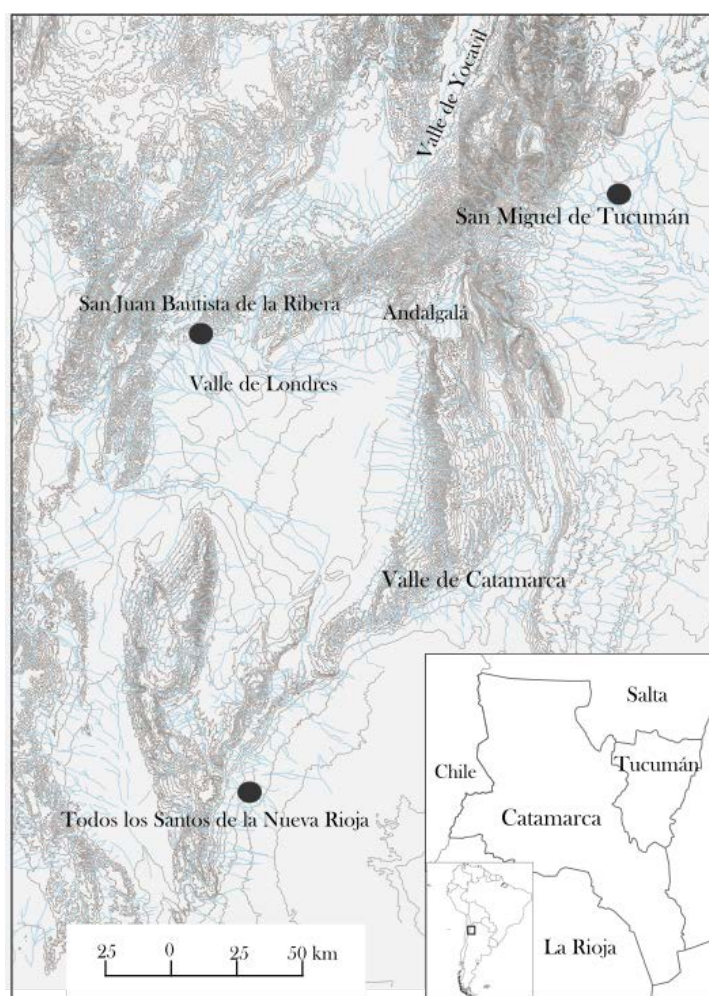 Valle de Yocavil
San Miguel de Tucumán
San Juan Bautista de la Ribera
Andalgalá
Valle de Londres
Valle de Catamarca
Todos los Santos de la Nueva Rioja
25 0 25 50 km
Salta
Chile
Tucumán
Catamarca
La Rioja